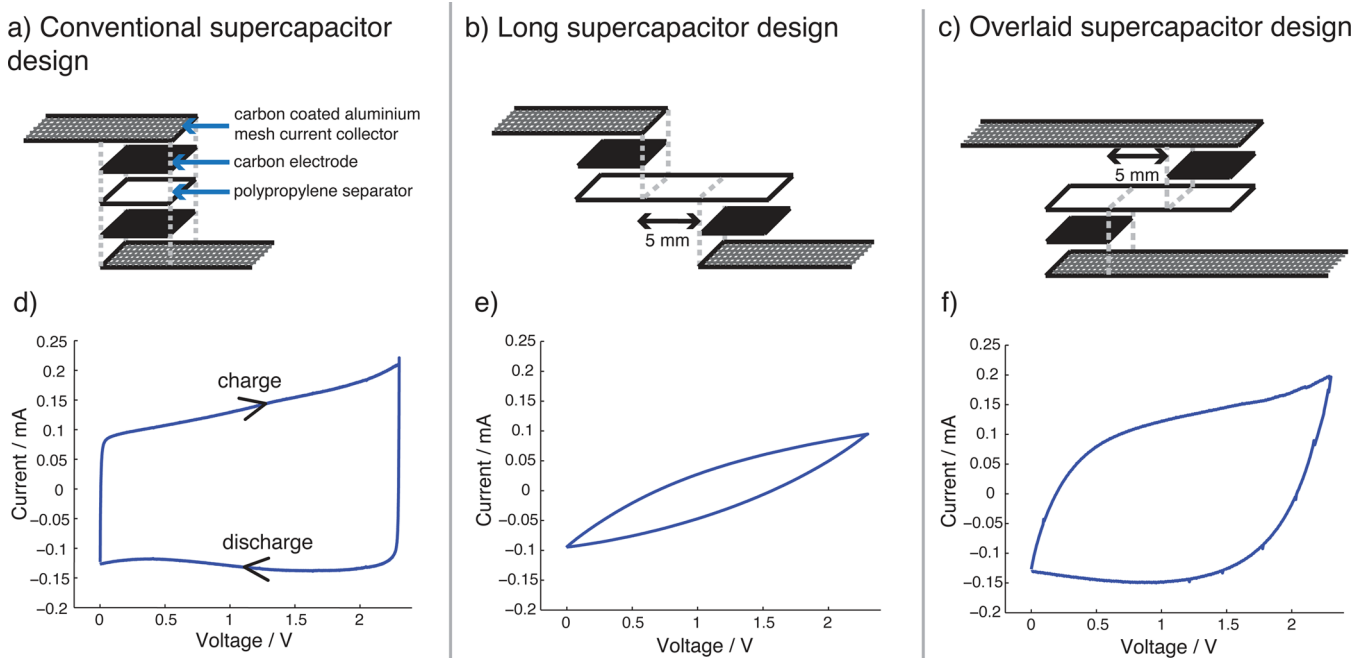 a) Conventional supercapacitor
design
carbon coated aluminium
mesh current collector
carbon electrode
polypropylene separator
b) Long supercapacitor design
5 mm
c) Overlaid supercapacitor design
5 mm
d)
0.25
0.2
0.15
0.1
0.05
0
−0.05
−0.1
−0.15
−0.2
Current / mA
charge
discharge
0 0.5 1 1.5 2
Voltage / V
e)
0.25
0.2
0.15
0.1
0.05
0
−0.05
−0.1
−0.15
−0.2
Current / mA
0 0.5 1 1.5 2
Voltage / V
f)
0.25
0.2
0.15
0.1
0.05
0
−0.05
−0.1
−0.15
−0.2
Current / mA
0 0.5 1 1.5 2
Voltage / V